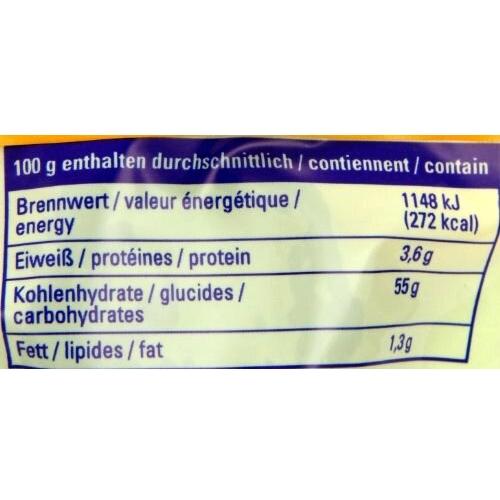 100 g enthalten durchschnittlich / contiennent / contain
Brennwert / valeur énergétique / 1148 kJ
energy (272 kcal)
Eiweiß / protéines / protein 3,6 g
Kohlenhydrate / glucides / 55 g
carbohydrates
Fett / lipides / fat 1,3 g